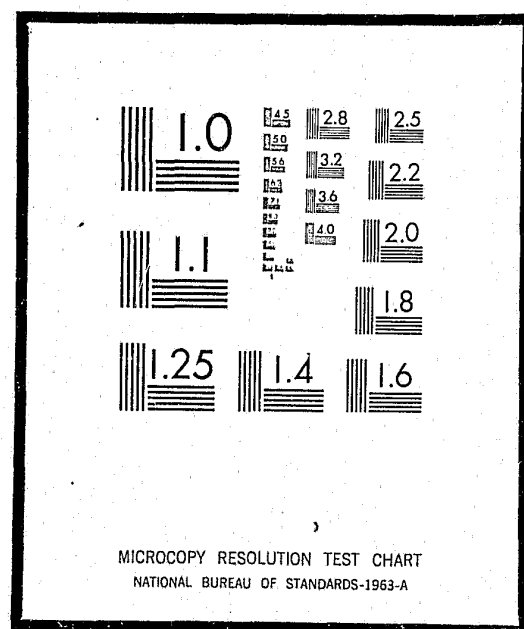 1.0
4.5 2.8 2.5
5.0
5.6 3.2 2.2
6.3
3.6
4.0 2.0
1.1
1.8
1.25 1.4 1.6
MICROCOPY RESOLUTION TEST CHART
NATIONAL BUREAU OF STANDARDS-1963-A